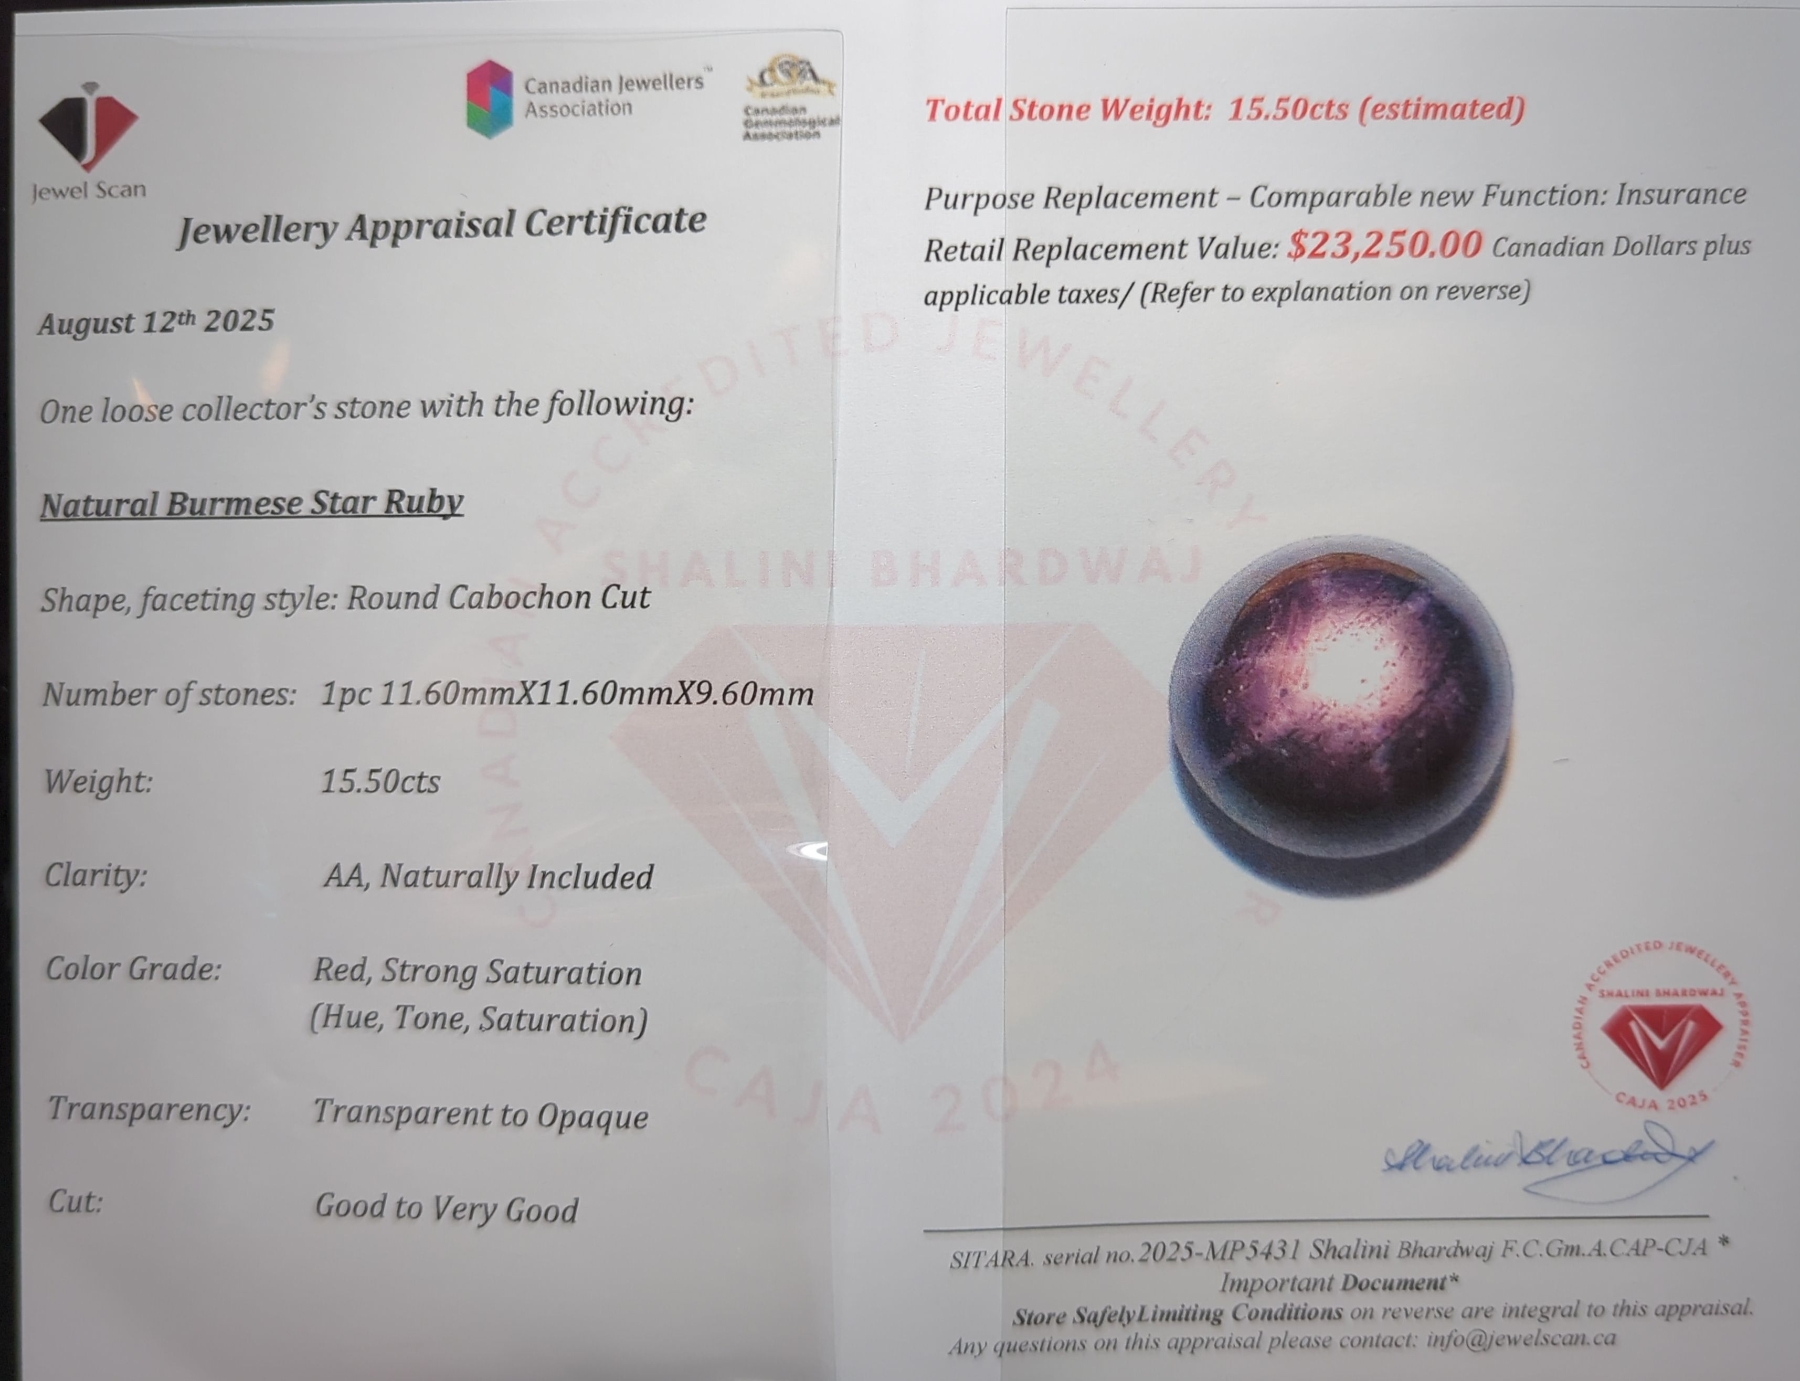 Jewel Scan
Canadian Jewellers™
Association
CGA
Canadian
Gemmological
Association
Jewellery Appraisal Certificate
August 12th 2025
One loose collector's stone with the following:
Natural Burmese Star Ruby
Shape, faceting style: Round Cabochon Cut
Number of stones: 1pc 11.60mmX11.60mmX9.60mm
Weight: 15.50cts
Clarity: AA, Naturally Included
Color Grade: Red, Strong Saturation
(Hue, Tone, Saturation)
Transparency: Transparent to Opaque
Cut: Good to Very Good
Total Stone Weight: 15.50cts (estimated)
Purpose Replacement – Comparable new Function: Insurance
Retail Replacement Value: $23,250.00 Canadian Dollars plus
applicable taxes/ (Refer to explanation on reverse)
CANADIAN ACCREDITED JEWELLERY R
SHALINI BHARDWAJ
CAJA 2024
CANADIAN ACCREDITED JEWELLERY APPRAISER
SHALINI BHARDWAJ
CAJA 2025
Shalini Bhardwaj
SITARA. serial no.2025-MP5431 Shalini Bhardwaj F.C.Gm.A.CAP-CJA *
Important Document*
Store SafelyLimiting Conditions on reverse are integral to this appraisal.
Any questions on this appraisal please contact: info@jewelscan.ca